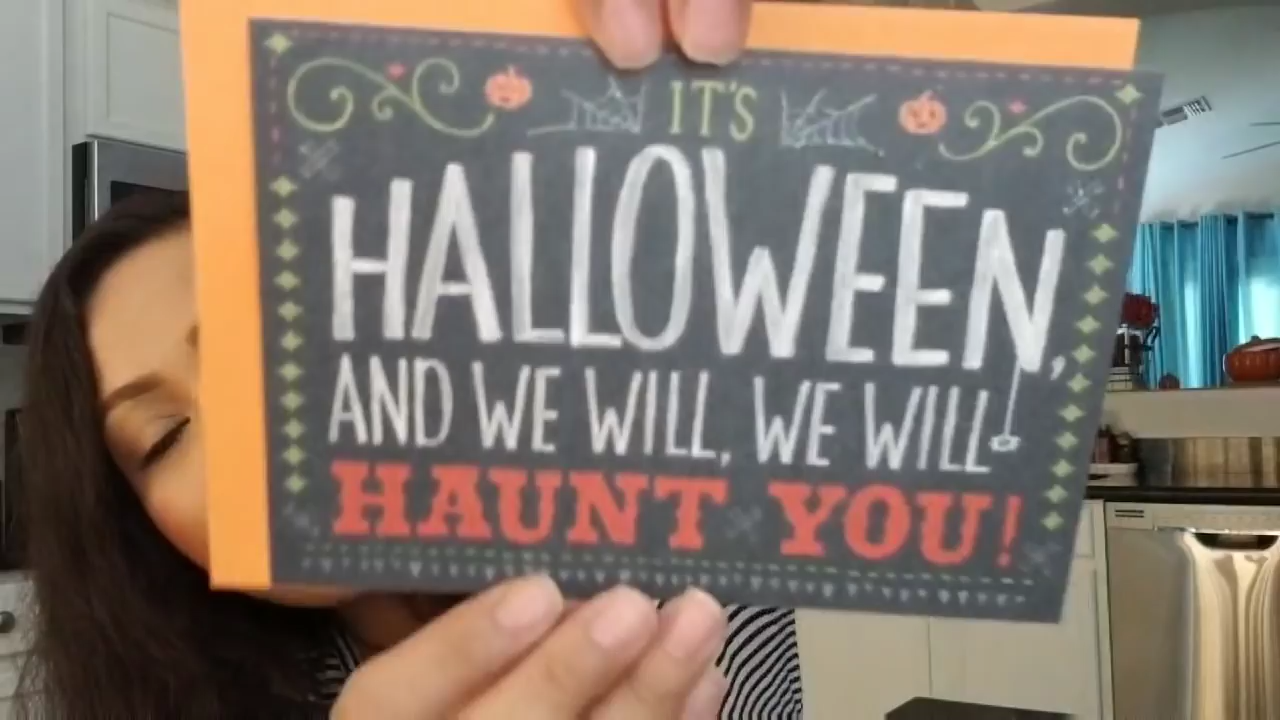 IT'S
HALLOWEEN,
AND WE WILL, WE WILL
HAUNT YOU!